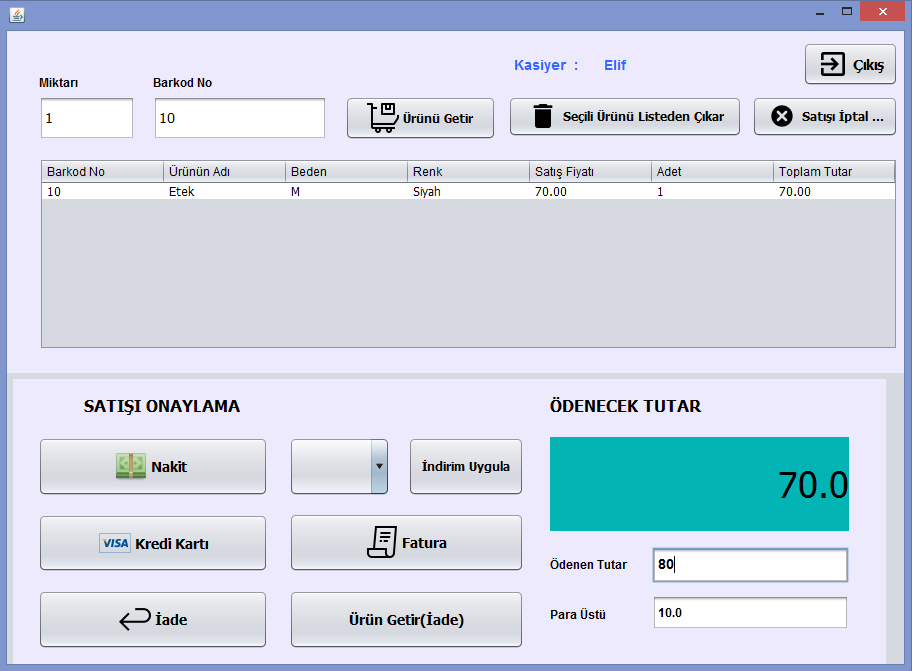 Kasiyer : Elif
Çıkış
Miktarı Barkod No
1 10 Ürünü Getir Seçili Ürünü Listeden Çıkar Satışı İptal ...
Barkod No Ürünün Adı Beden Renk Satış Fiyatı Adet Toplam Tutar
10 Etek M Siyah 70.00 1 70.00
SATIŞI ONAYLAMA ÖDENECEK TUTAR
Nakit İndirim Uygula 70.0
VISA Kredi Kartı Fatura
Ödenen Tutar 80
İade Ürün Getir(İade)
Para Üstü 10.0